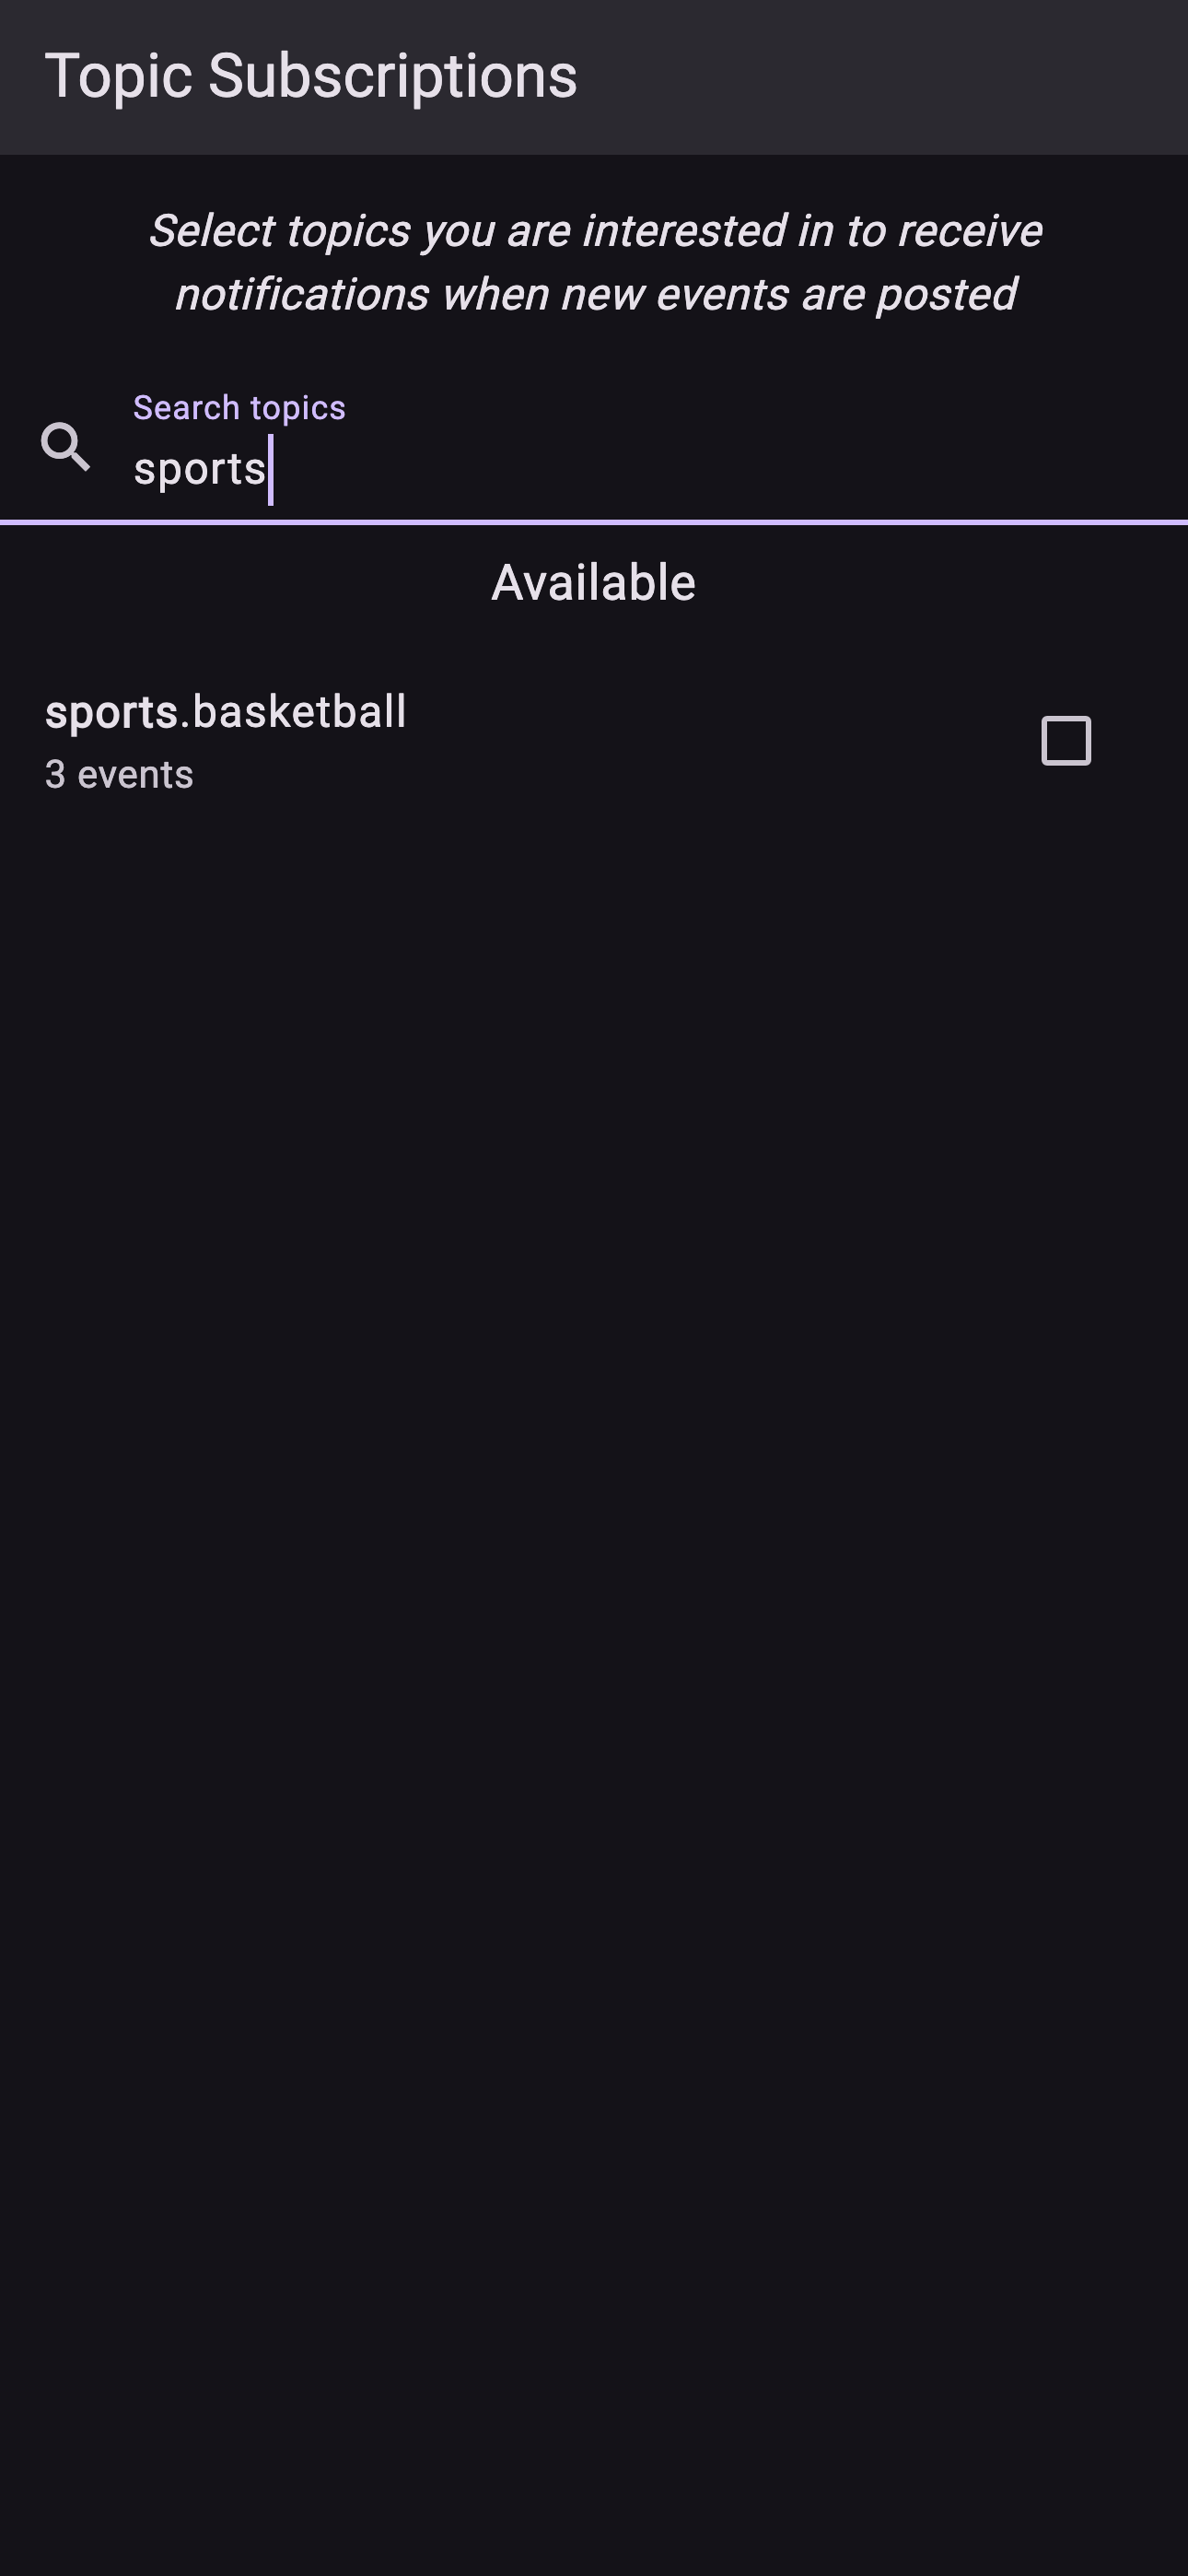 Topic Subscriptions
Select topics you are interested in to receive
notifications when new events are posted
Search topics
sports
Available
sports.basketball
3 events